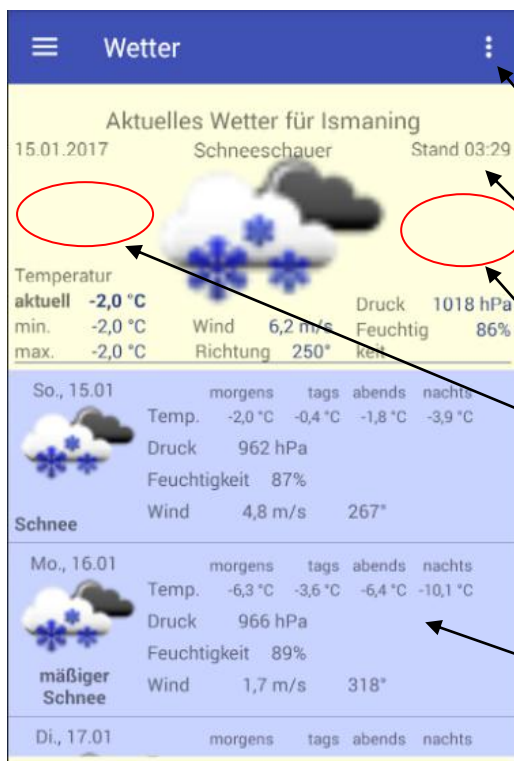 Wetter
Aktuelles Wetter für Ismaning
15.01.2017 Schneeschauer Stand 03:29
Temperatur
aktuell -2,0 °C
min. -2,0 °C
max. -2,0 °C
Wind 6,2 m/s
Richtung 250°
Druck 1018 hPa
Feuchtig 86%
keit
So., 15.01 morgens tags abends nachts
Temp. -2,0 °C -0,4 °C -1,8 °C -3,9 °C
Druck 962 hPa
Feuchtigkeit 87%
Wind 4,8 m/s 267°
Schnee
Mo., 16.01 morgens tags abends nachts
Temp. -6,3 °C -3,6 °C -6,4 °C -10,1 °C
Druck 966 hPa
Feuchtigkeit 89%
Wind 1,7 m/s 318°
mäßiger
Schnee
Di., 17.01 morgens tags abends nachts